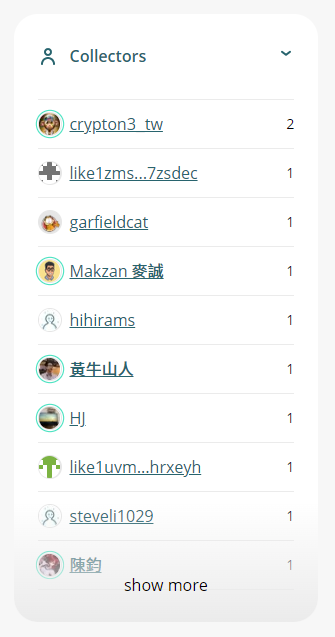 Collectors
crypton3_tw 2
like1zms...7zsdec 1
garfieldcat 1
Makzan 麥誠 1
hihirams 1
黃牛山人 1
HJ 1
like1uvm...hrxeyh 1
steveli1029 1
陳鈞 1
show more